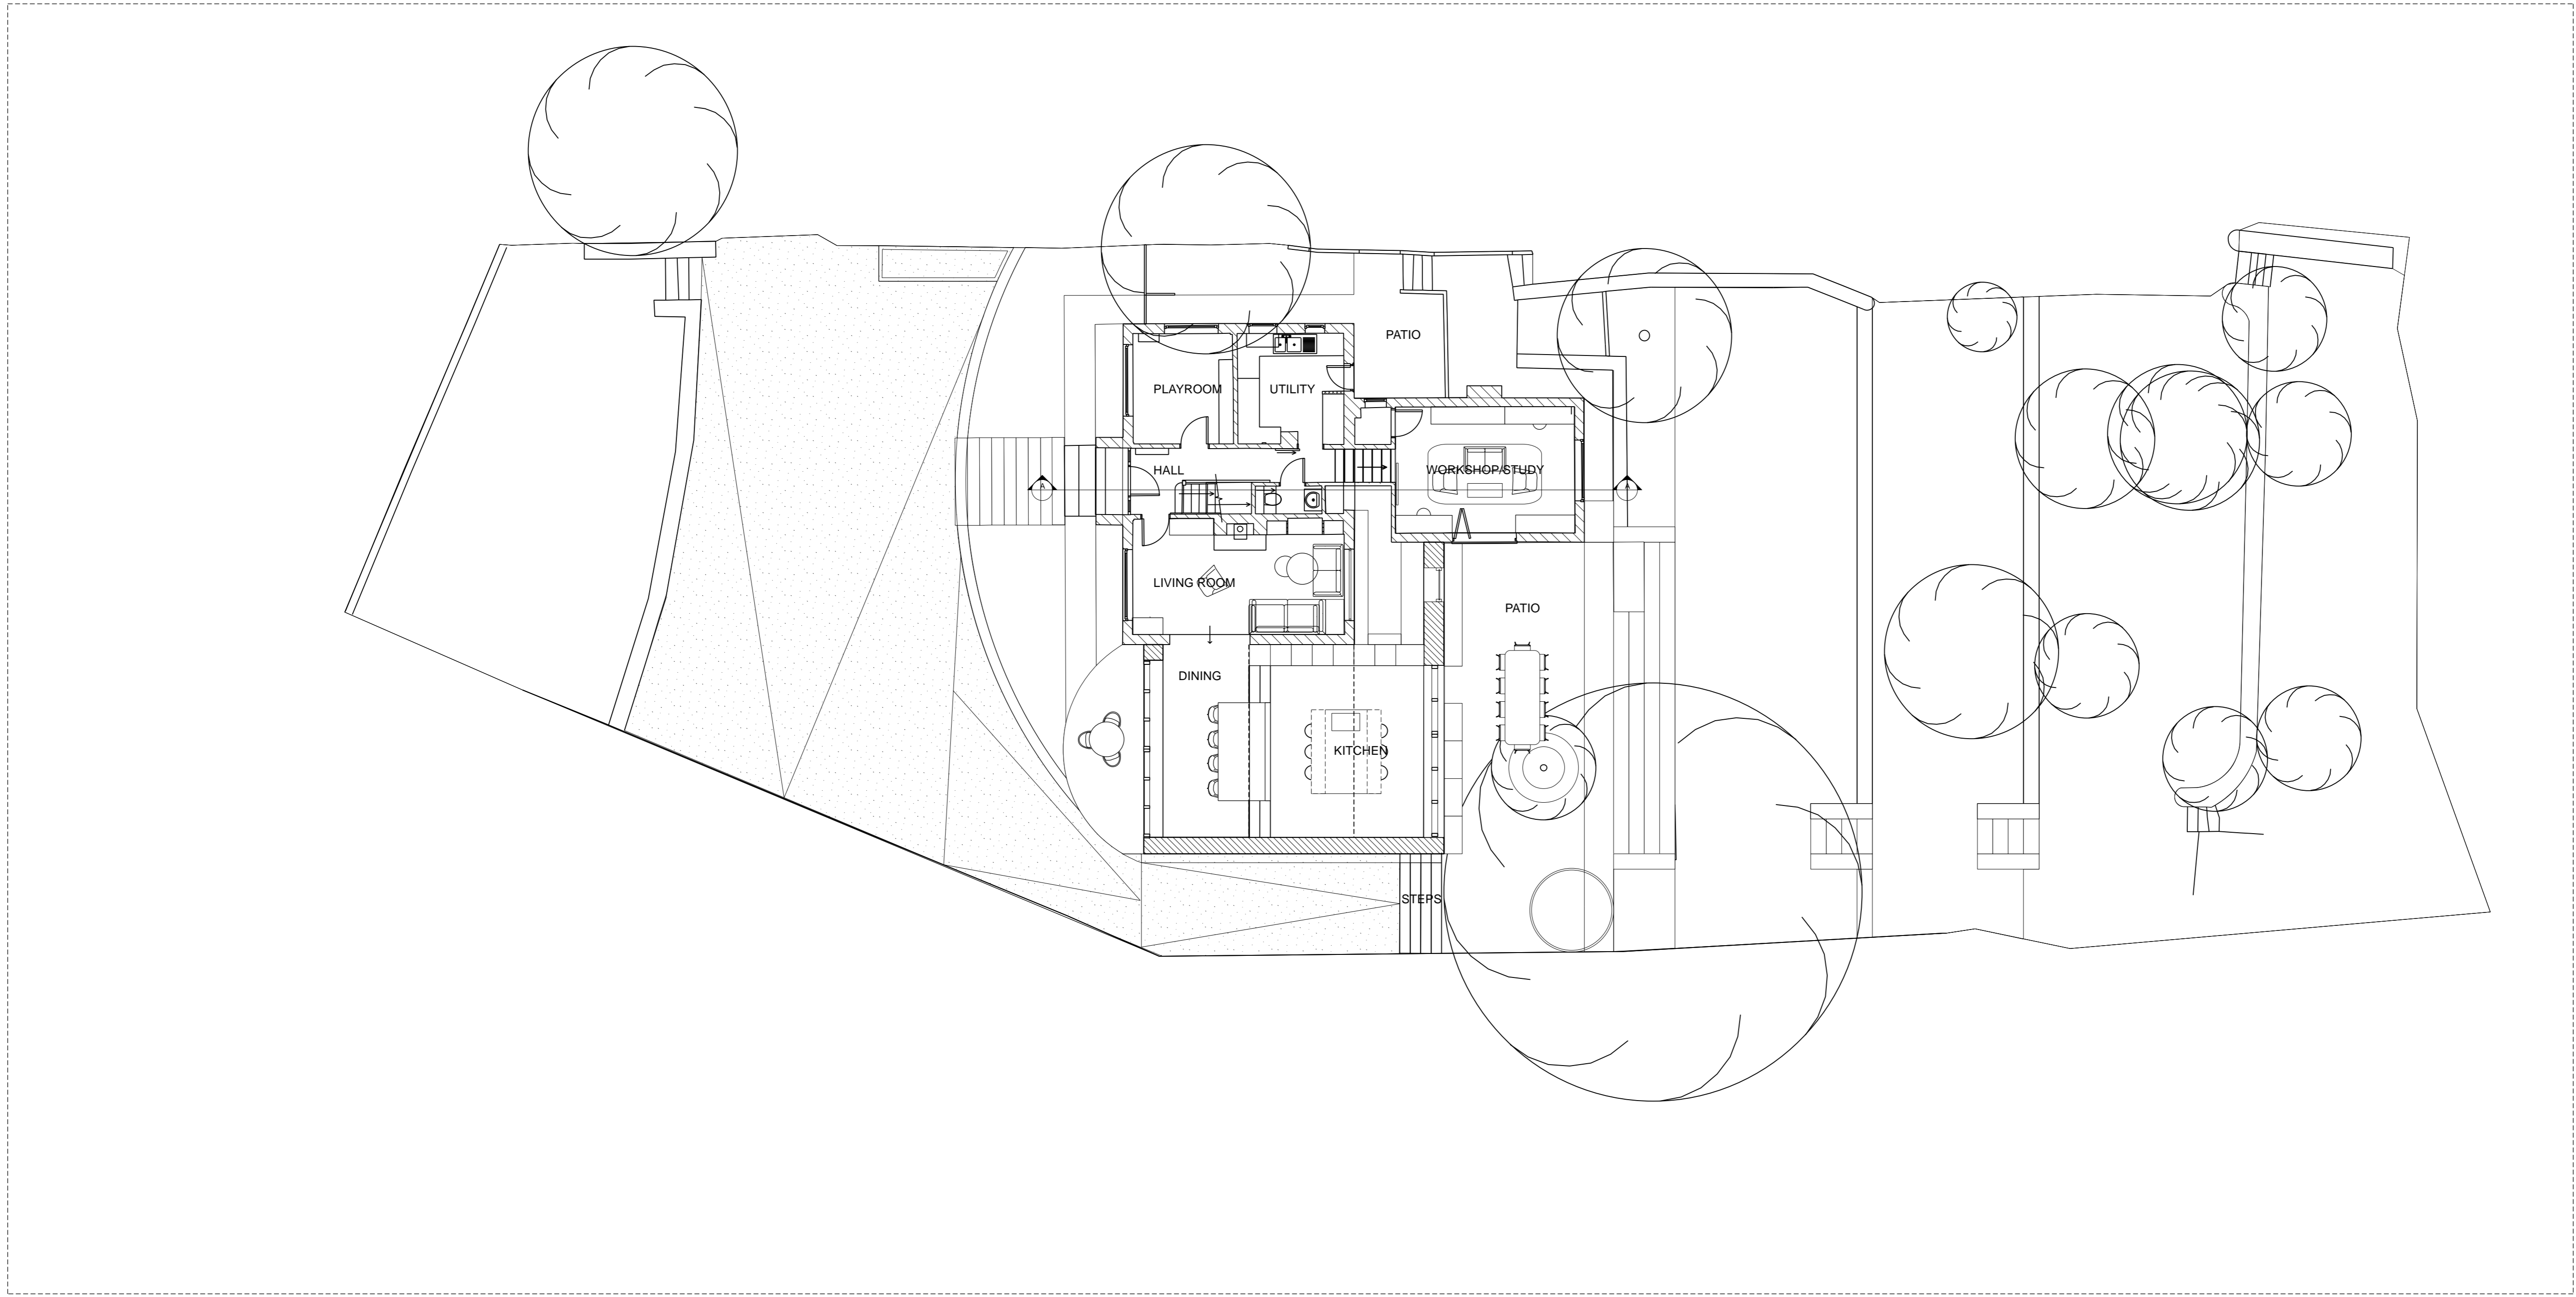 PATIO
PLAYROOM
UTILITY
HALL
WORKSHOP/STUDY
A
A
LIVING ROOM
PATIO
DINING
KITCHEN
STEPS